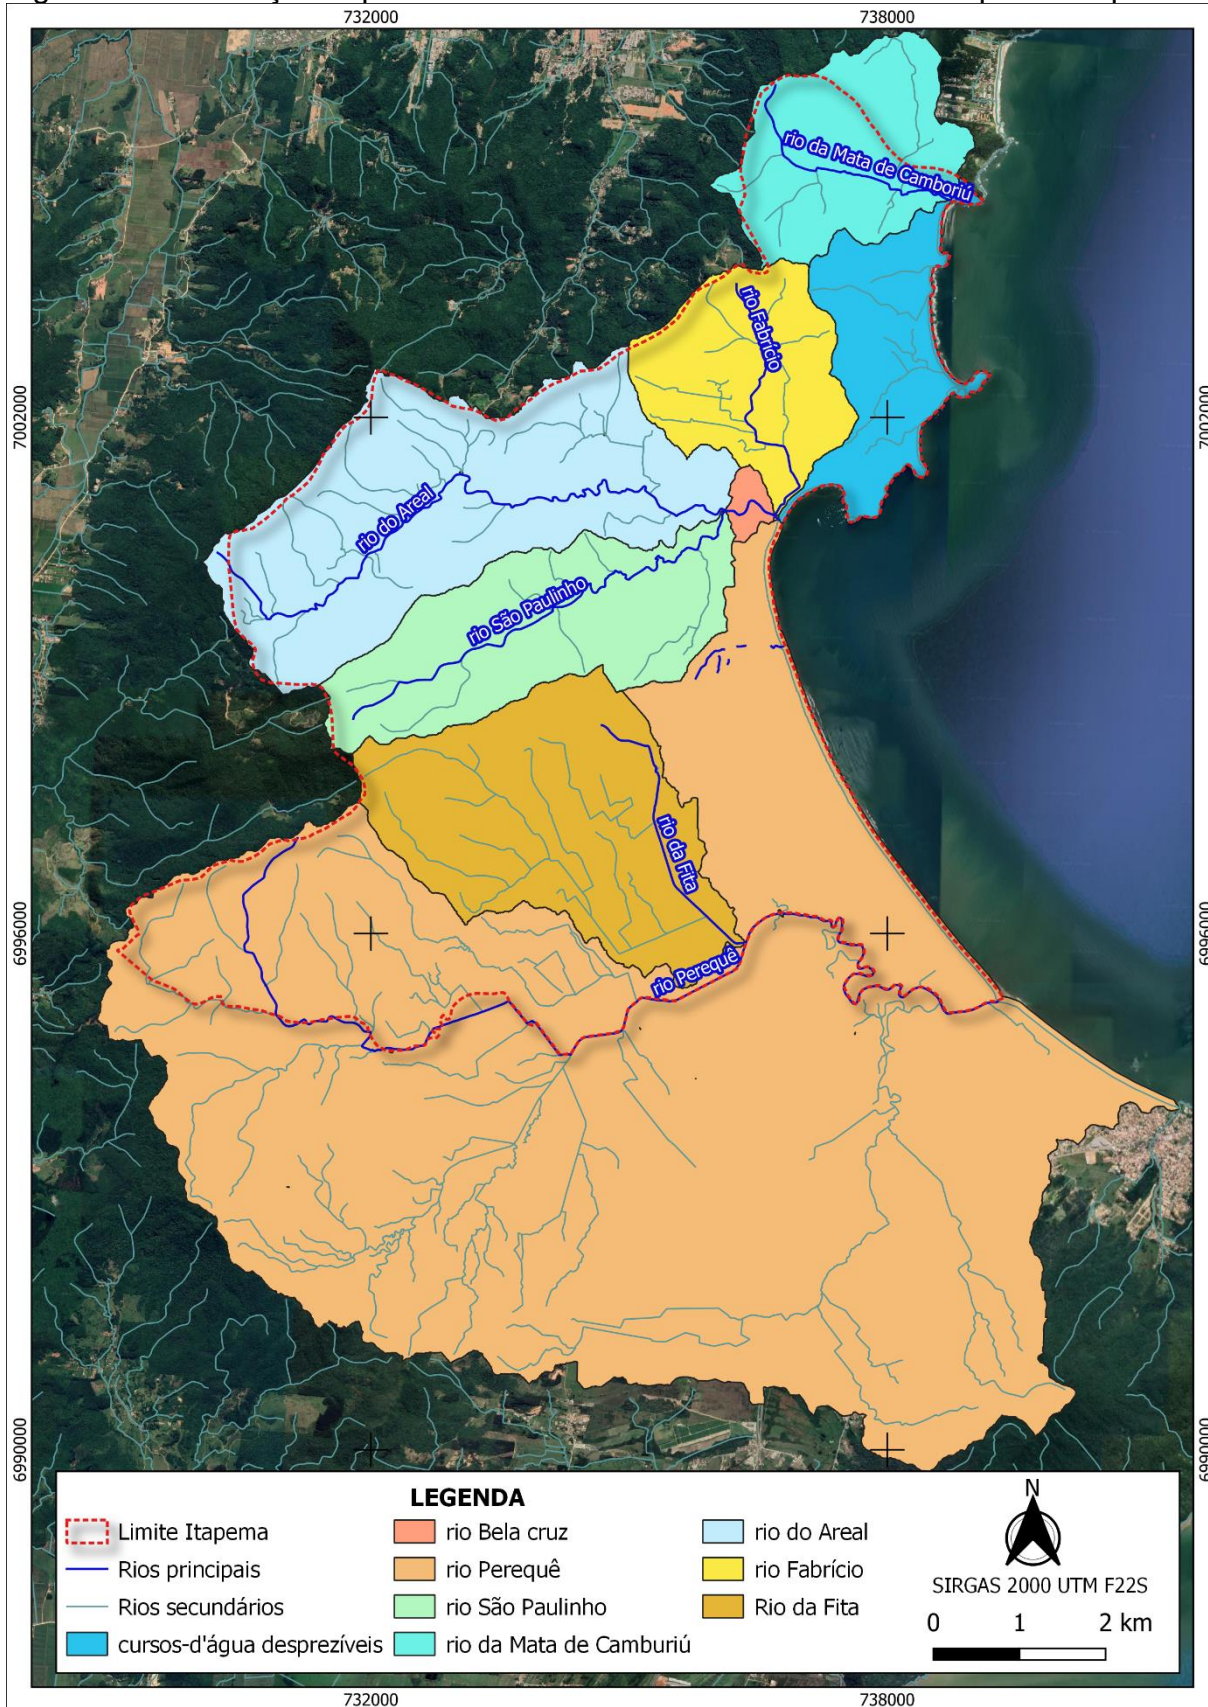 732000
738000
rio da Mata de Camboriú
rio Fabrício
7002000
7002000
rio do Areal
rio São Paulinho
rio da Fita
6996000
6996000
rio Perequê
6990000
6990000
LEGENDA
Limite Itapema
Rios principais
Rios secundários
cursos-d'água desprezíveis
rio Bela cruz
rio Perequê
rio São Paulinho
rio da Mata de Camburiú
rio do Areal
rio Fabrício
Rio da Fita
N
SIRGAS 2000 UTM F22S
0 1 2 km
732000
738000